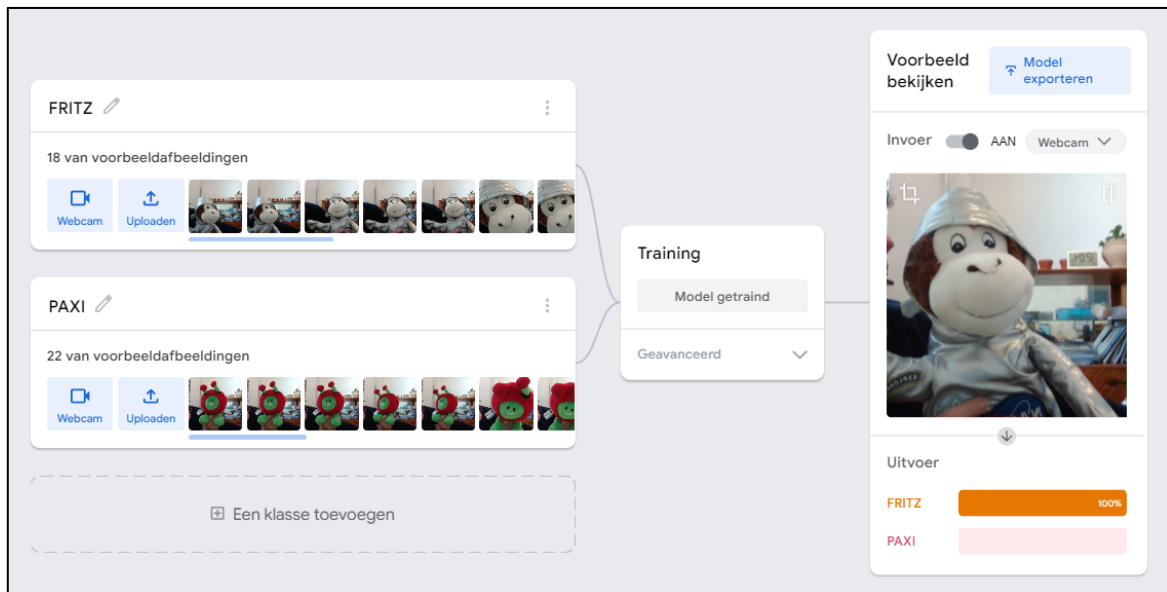 FRITZ
18 van voorbeeldafbeeldingen
Webcam
Uploaden
PAXI
22 van voorbeeldafbeeldingen
Webcam
Uploaden
Een klasse toevoegen
Training
Model getraind
Geavanceerd
Voorbeeld
bekijken
Model
exporteren
Invoer AAN Webcam
Uitvoer
FRITZ 100%
PAXI